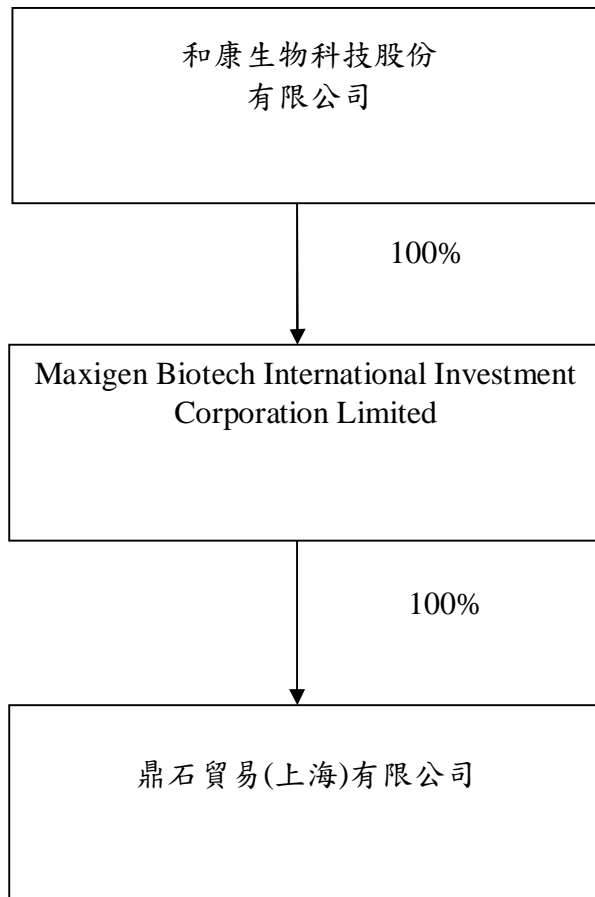 和康生物科技股份
有限公司
100%
Maxigen Biotech International Investment
Corporation Limited
100%
鼎石貿易(上海)有限公司